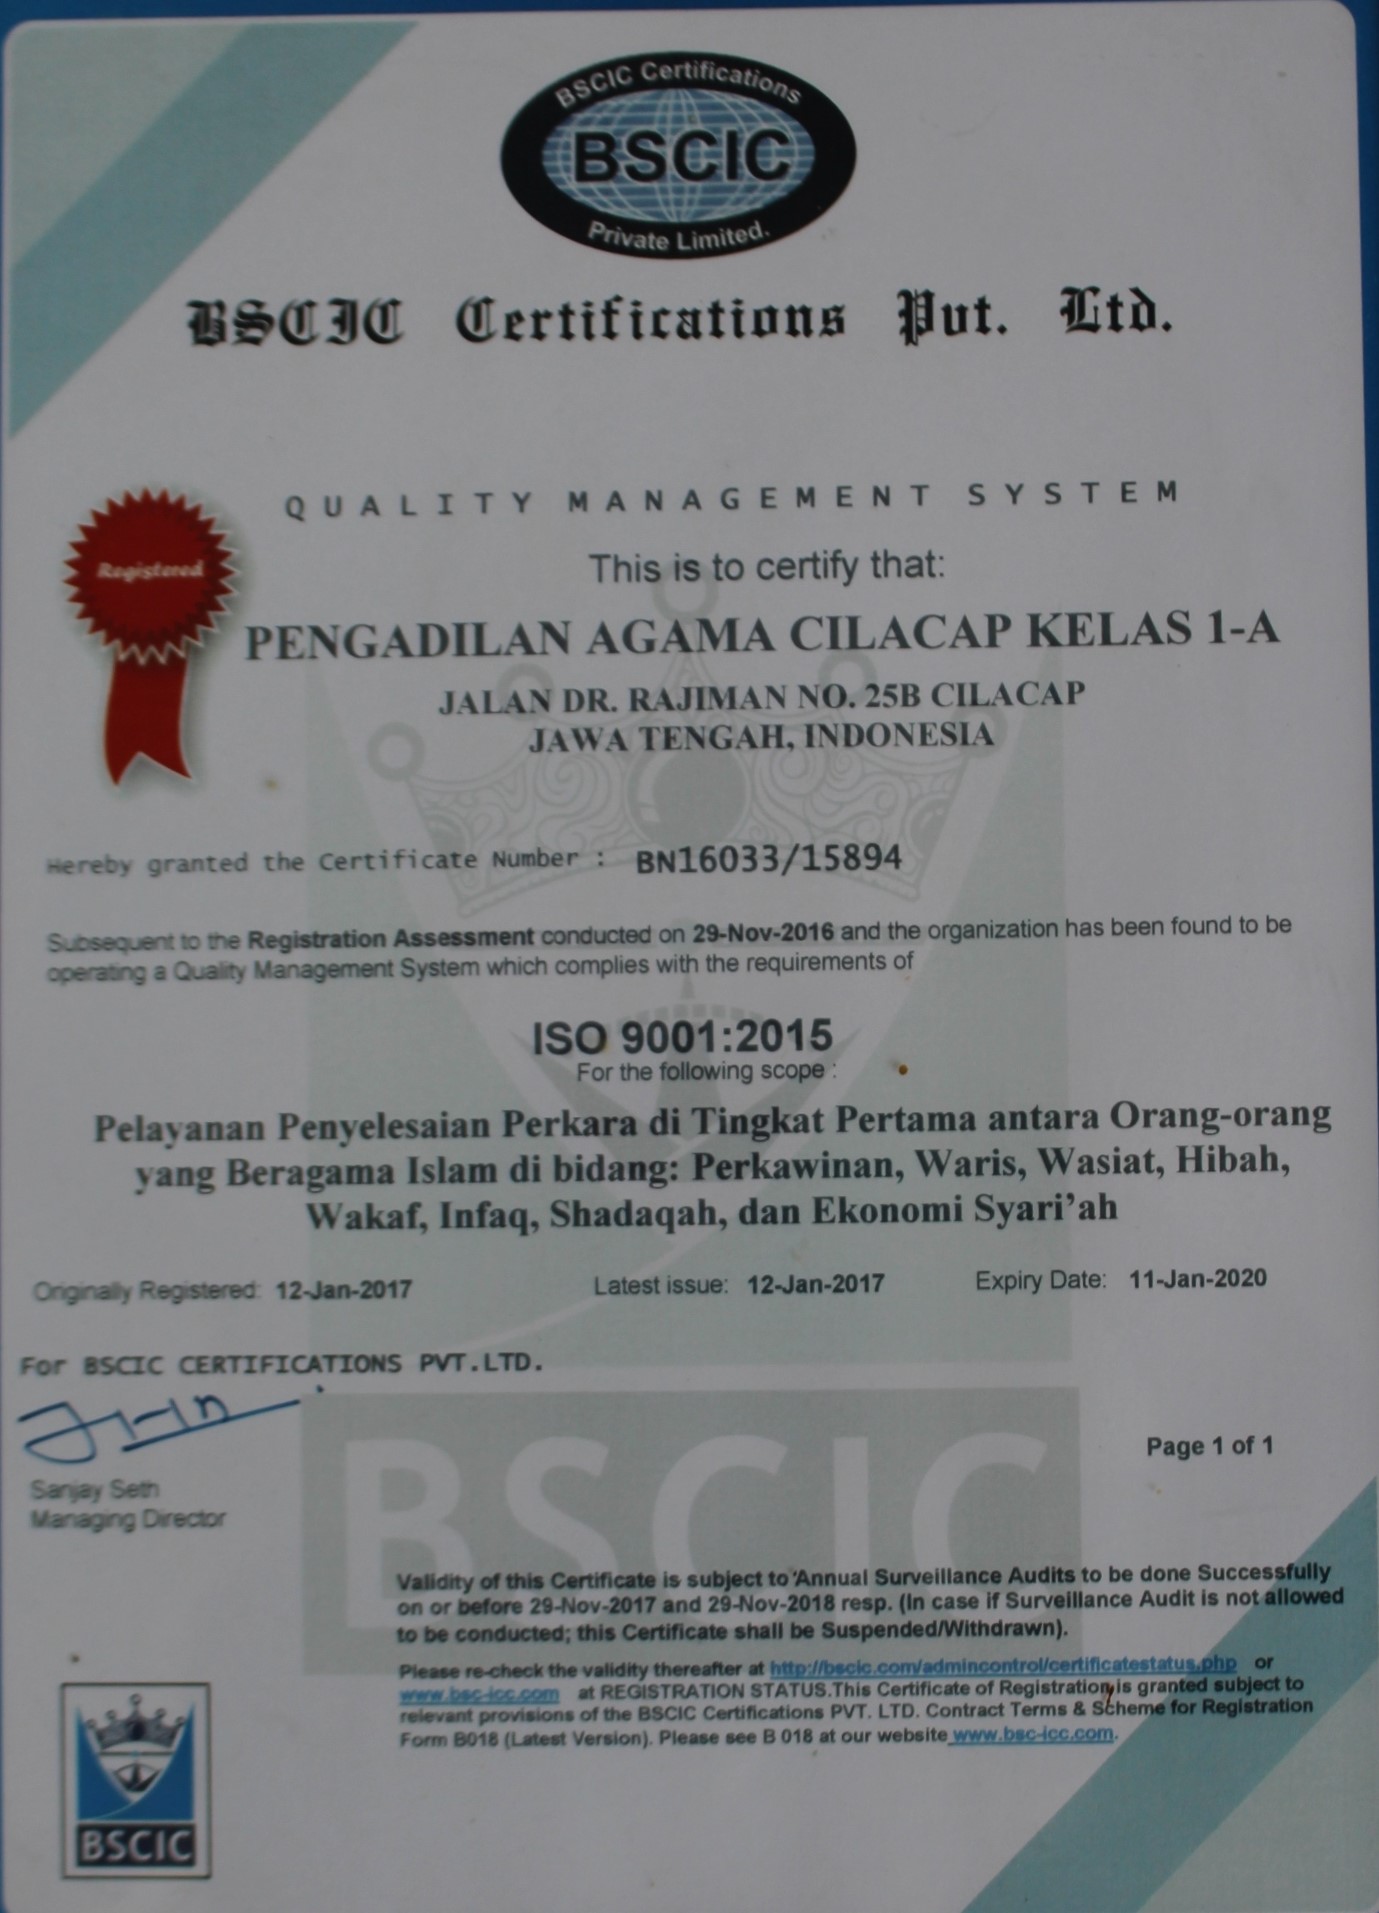 BSCIC Certifications
BSCIC
Private Limited.
BSCIC Certifications Pvt. Ltd.
QUALITY MANAGEMENT SYSTEM
Registered
This is to certify that:
PENGADILAN AGAMA CILACAP KELAS 1-A
JALAN DR. RAJIMAN NO. 25B CILACAP
JAWA TENGAH, INDONESIA
Hereby granted the Certificate Number : BN16033/15894
Subsequent to the Registration Assessment conducted on 29-Nov-2016 and the organization has been found to be
operating a Quality Management System which complies with the requirements of
ISO 9001:2015
For the following scope :
Pelayanan Penyelesaian Perkara di Tingkat Pertama antara Orang-orang
yang Beragama Islam di bidang: Perkawinan, Waris, Wasiat, Hibah,
Wakaf, Infaq, Shadaqah, dan Ekonomi Syari'ah
Originally Registered: 12-Jan-2017 Latest issue: 12-Jan-2017 Expiry Date: 11-Jan-2020
For BSCIC CERTIFICATIONS PVT.LTD.
Sanjay Seth
Managing Director
Page 1 of 1
BSCIC
Validity of this Certificate is subject to 'Annual Surveillance Audits to be done Successfully
on or before 29-Nov-2017 and 29-Nov-2018 resp. (In case if Surveillance Audit is not allowed
to be conducted; this Certificate shall be Suspended/Withdrawn).
Please re-check the validity thereafter at http://bscic.com/admincontrol/certificatestatus.php or
www.bsc-icc.com at REGISTRATION STATUS.This Certificate of Registration is granted subject to
relevant provisions of the BSCIC Certifications PVT. LTD. Contract Terms & Scheme for Registration
Form B018 (Latest Version). Please see B 018 at our website www.bsc-icc.com.
BSCIC